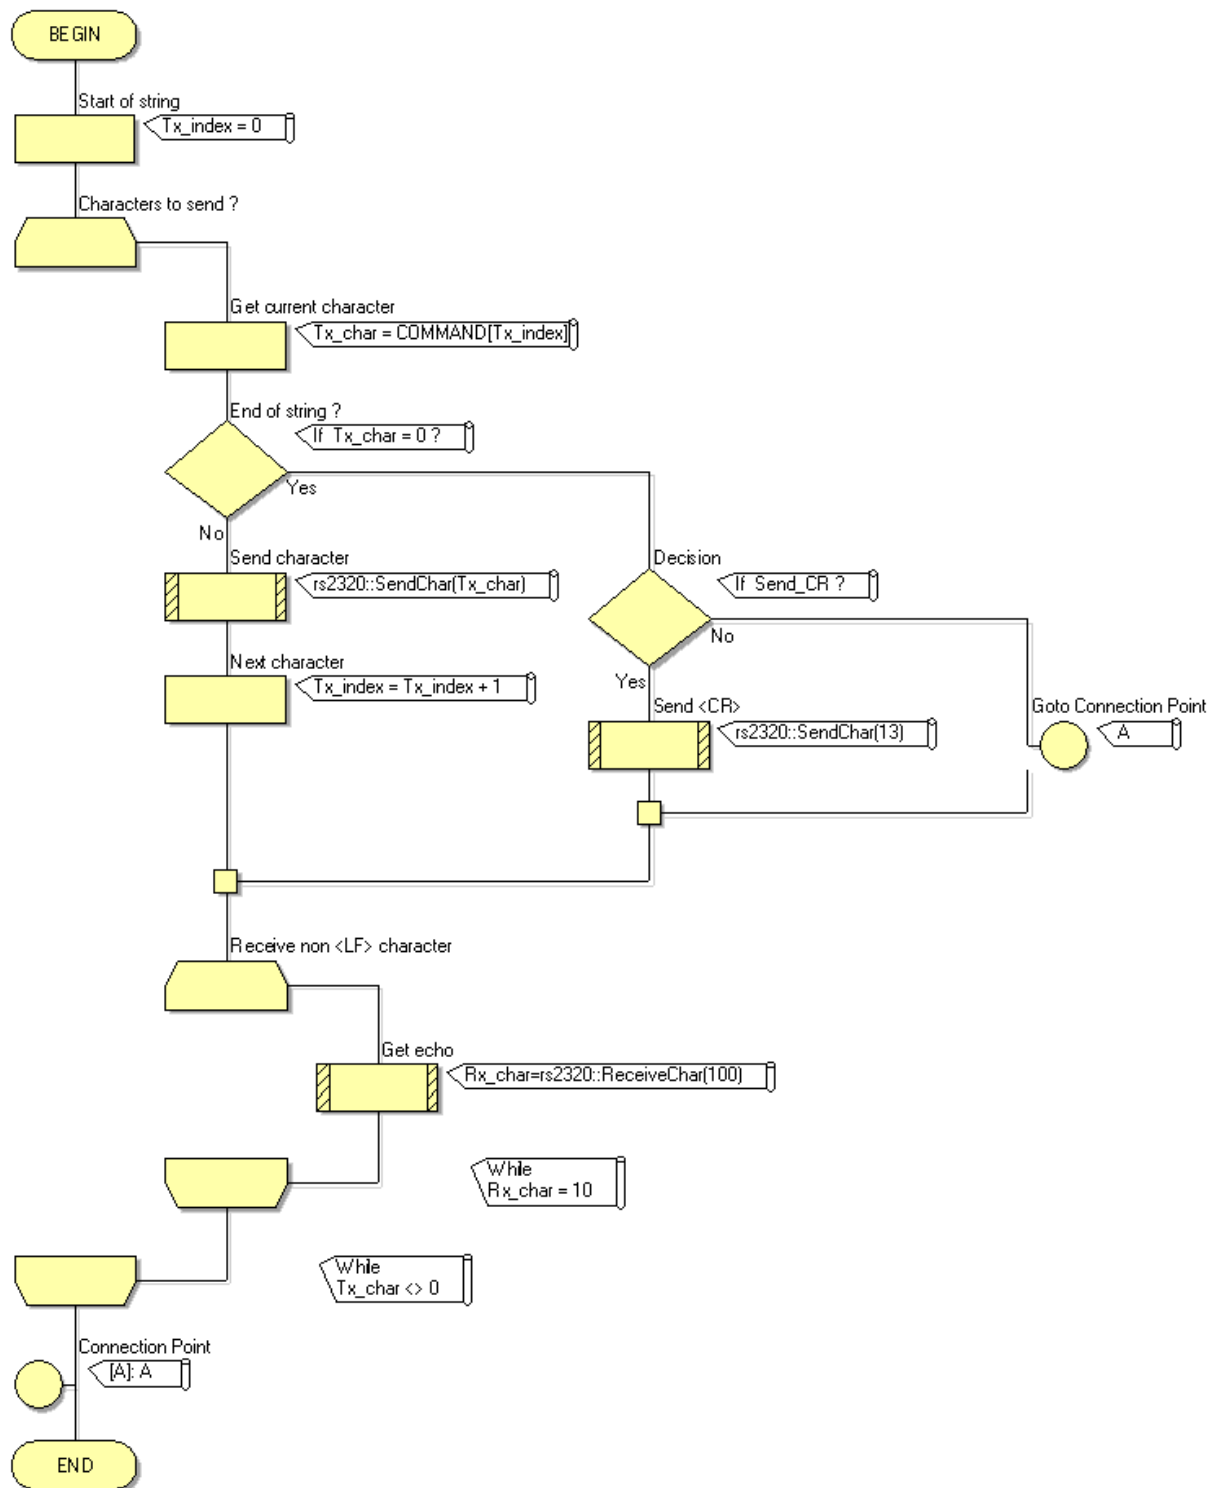 BEGIN
Start of string
Tx_index = 0
Characters to send ?
Get current character
Tx_char = COMMAND[Tx_index]
End of string ?
If Tx_char = 0 ?
Yes
No
Send character
rs2320::SendChar(Tx_char)
Decision
If Send_CR ?
No
Next character
Tx_index = Tx_index + 1
Yes
Send <CR>
rs2320::SendChar(13)
Goto Connection Point
A
Receive non <LF> character
Get echo
Rx_char=rs2320::ReceiveChar(100)
While
Rx_char = 10
While
Tx_char <> 0
Connection Point
[A]: A
END